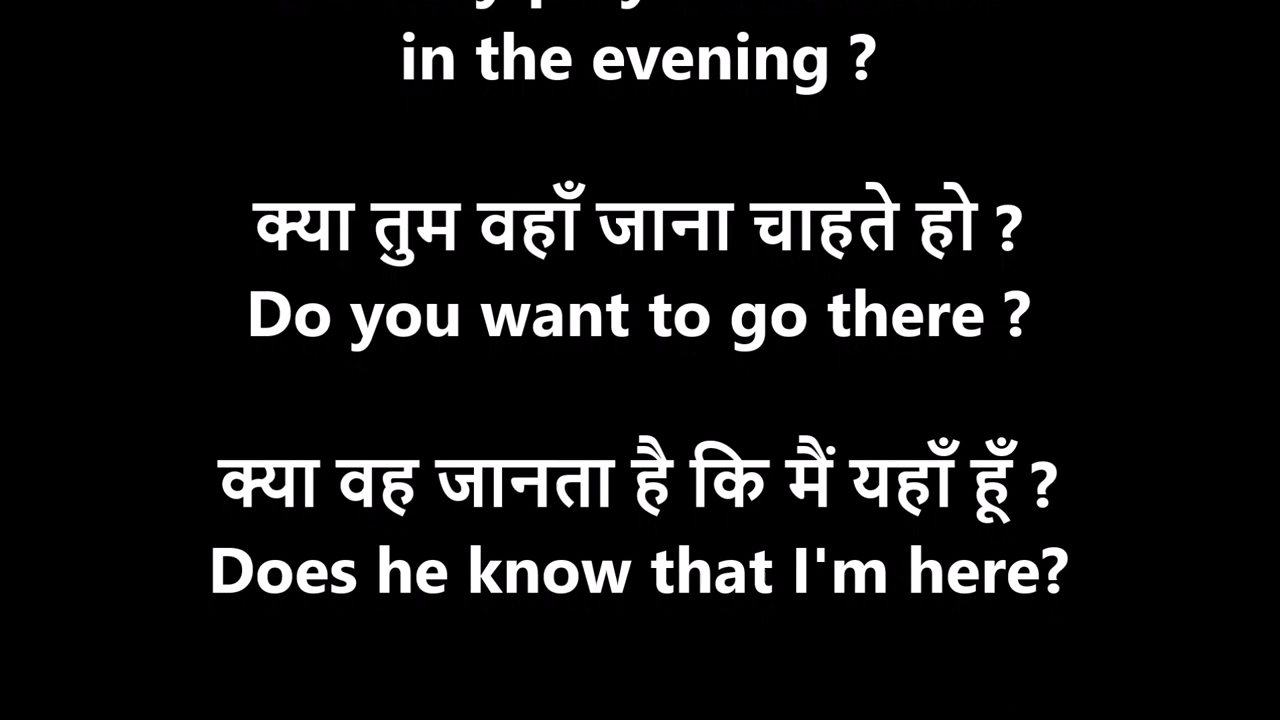 in the evening ?
क्या तुम वहाँ जाना चाहते हो ?
Do you want to go there ?
क्या वह जानता है कि मैं यहाँ हूँ ?
Does he know that I'm here?